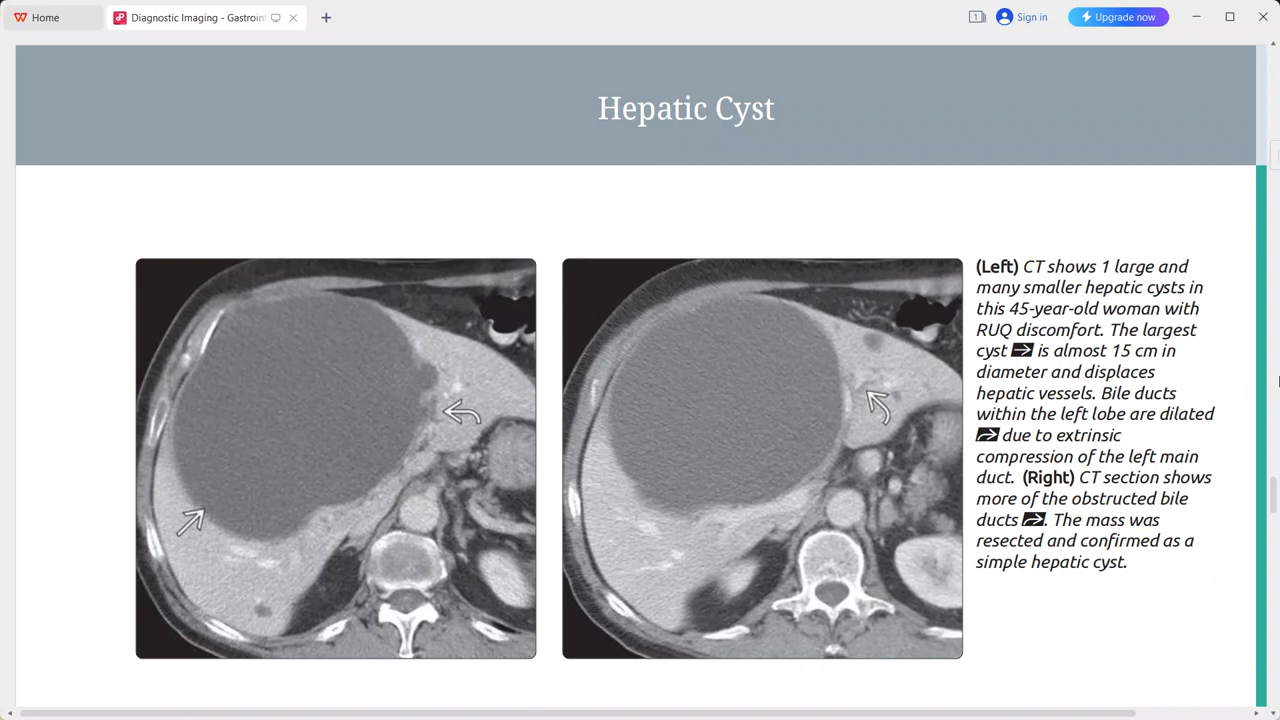 Home
Diagnostic Imaging - Gastroin
1
Sign in
Upgrade now
Hepatic Cyst
(Left) CT shows 1 large and
many smaller hepatic cysts in
this 45-year-old woman with
RUQ discomfort. The largest
cyst is almost 15 cm in
diameter and displaces
hepatic vessels. Bile ducts
within the left lobe are dilated
due to extrinsic
compression of the left main
duct. (Right) CT section shows
more of the obstructed bile
ducts . The mass was
resected and confirmed as a
simple hepatic cyst.